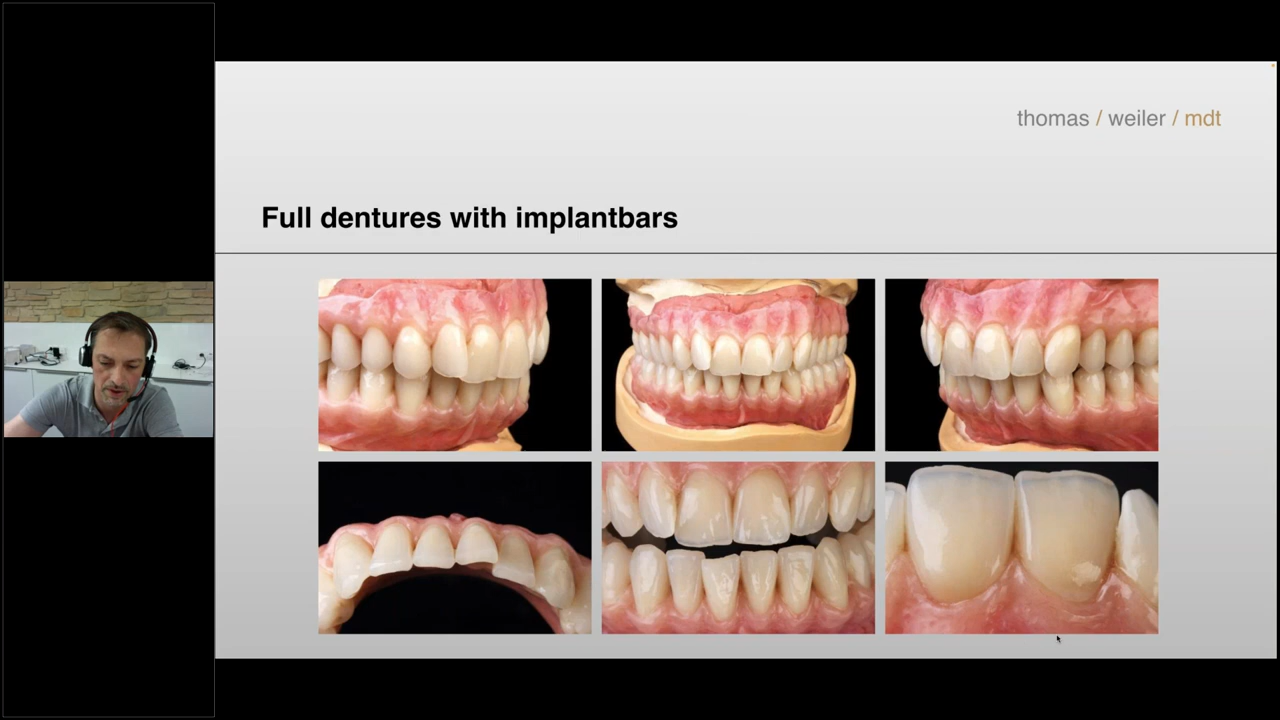 thomas / weiler / mdt
Full dentures with implantbars